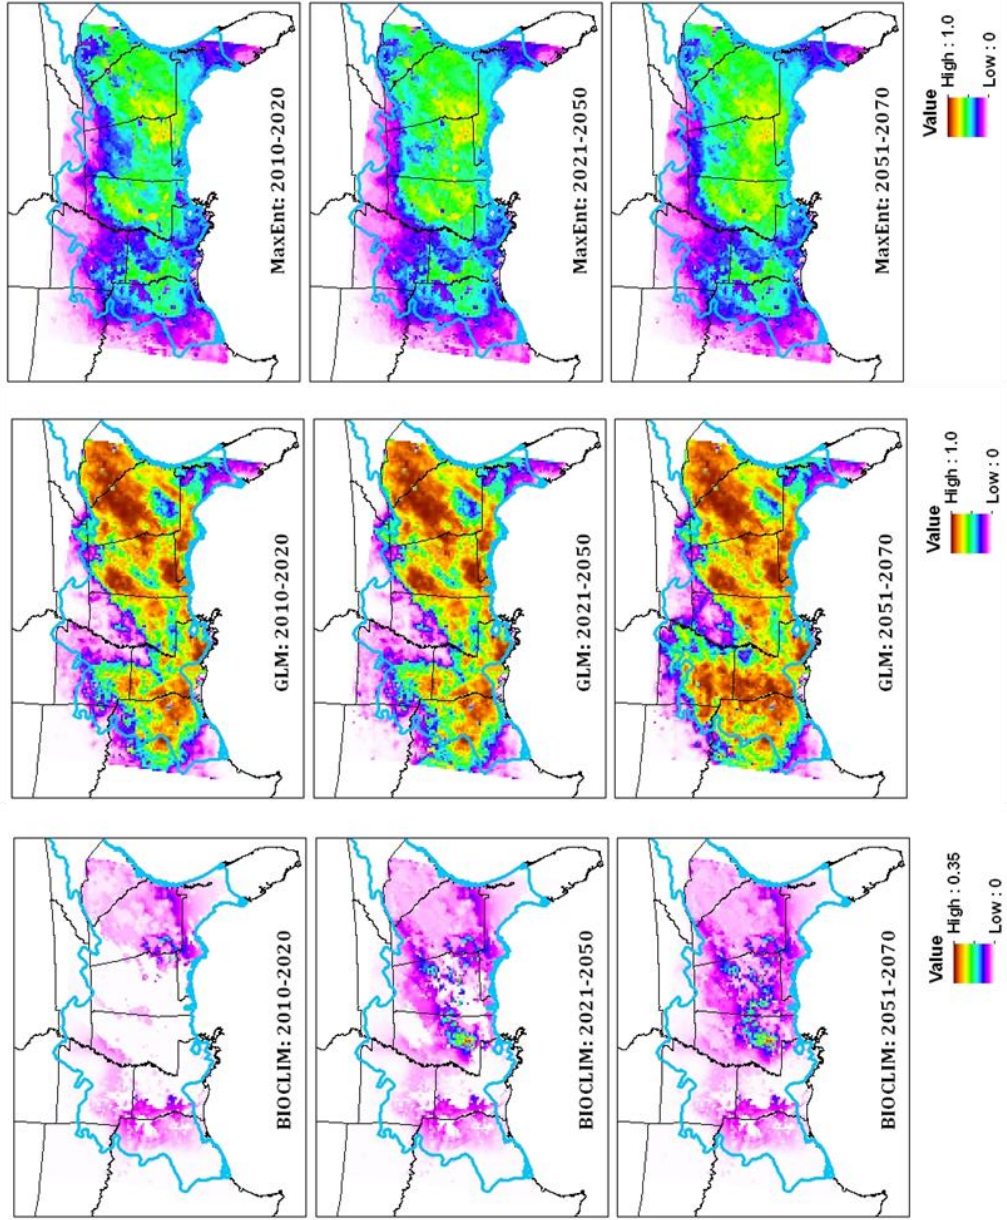 BIOCLIM: 2010-2020
GLM: 2010-2020
MaxEnt: 2010-2020
BIOCLIM: 2021-2050
GLM: 2021-2050
MaxEnt: 2021-2050
BIOCLIM: 2051-2070
GLM: 2051-2070
MaxEnt: 2051-2070
Value
High : 0.35
Low : 0
Value
High : 1.0
Low : 0
Value
High : 1.0
Low : 0